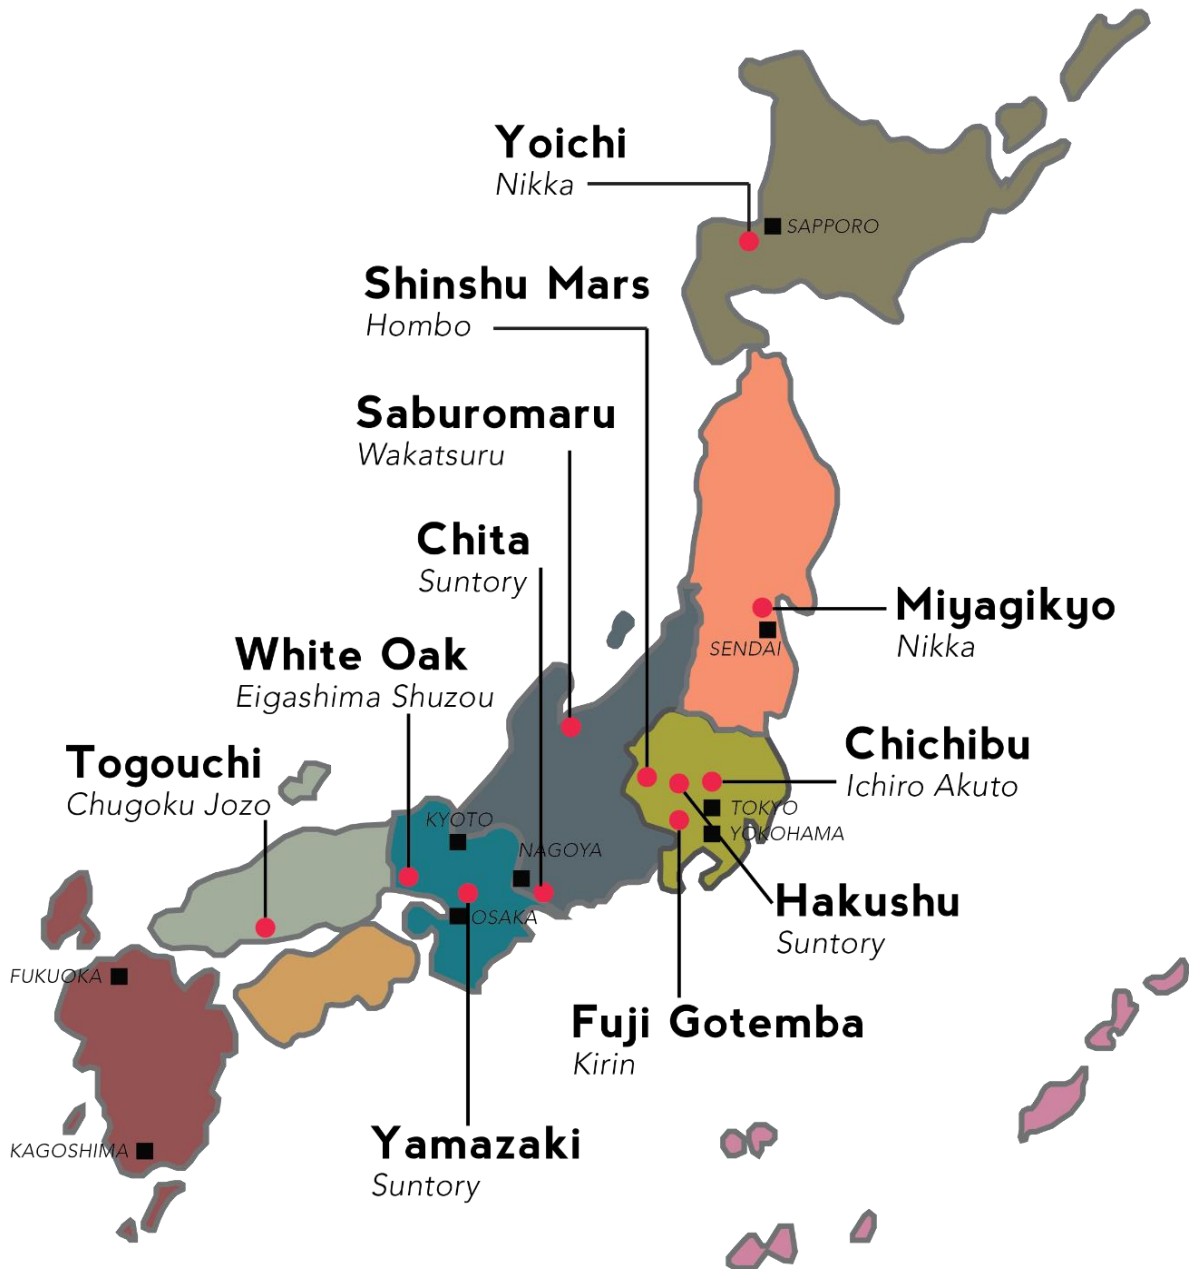 Yoichi
Nikka
SAPPORO
Shinshu Mars
Hombo
Saburomaru
Wakatsuru
Chita
Suntory
Miyagikyo
Nikka
SENDAI
White Oak
Eigashima Shuzou
Chichibu
Ichiro Akuto
Togouchi
Chugoku Jozo
TOKYO
KYOTO
YOKOHAMA
NAGOYA
Hakushu
Suntory
OSAKA
FUKUOKA
Fuji Gotemba
Kirin
Yamazaki
Suntory
KAGOSHIMA